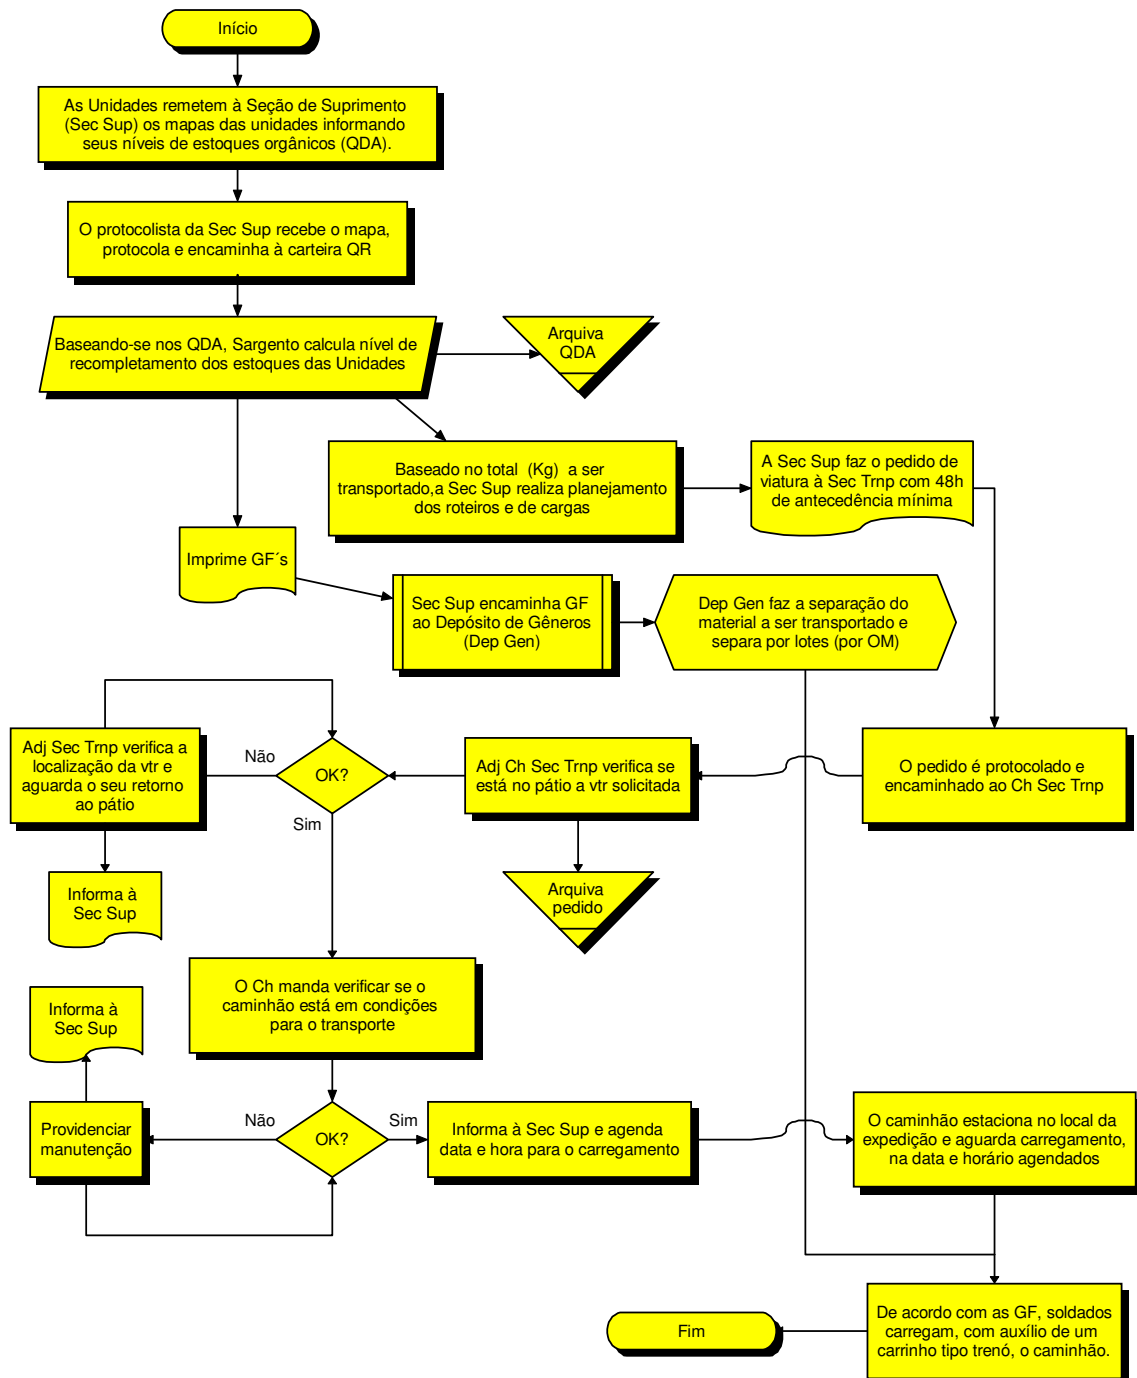 Início
As Unidades remetem à Seção de Suprimento
(Sec Sup) os mapas das unidades informando
seus níveis de estoques orgânicos (QDA).
O protocolista da Sec Sup recebe o mapa,
protocola e encaminha à carteira QR
Baseando-se nos QDA, Sargento calcula nível de
recompletamento dos estoques das Unidades
Arquiva
QDA
Baseado no total (Kg) a ser
transportado,a Sec Sup realiza planejamento
dos roteiros e de cargas
A Sec Sup faz o pedido de
viatura à Sec Trnp com 48h
de antecedência mínima
Imprime GF´s
Sec Sup encaminha GF
ao Depósito de Gêneros
(Dep Gen)
Dep Gen faz a separação do
material a ser transportado e
separa por lotes (por OM)
Adj Sec Trnp verifica a
localização da vtr e
aguarda o seu retorno
ao pátio
Não
OK?
Sim
Adj Ch Sec Trnp verifica se
está no pátio a vtr solicitada
O pedido é protocolado e
encaminhado ao Ch Sec Trnp
Informa à
Sec Sup
Arquiva
pedido
O Ch manda verificar se o
caminhão está em condições
para o transporte
Informa à
Sec Sup
Providenciar
manutenção
Não
OK?
Sim
Informa à Sec Sup e agenda
data e hora para o carregamento
O caminhão estaciona no local da
expedição e aguarda carregamento,
na data e horário agendados
Fim
De acordo com as GF, soldados
carregam, com auxílio de um
carrinho tipo trenó, o caminhão.